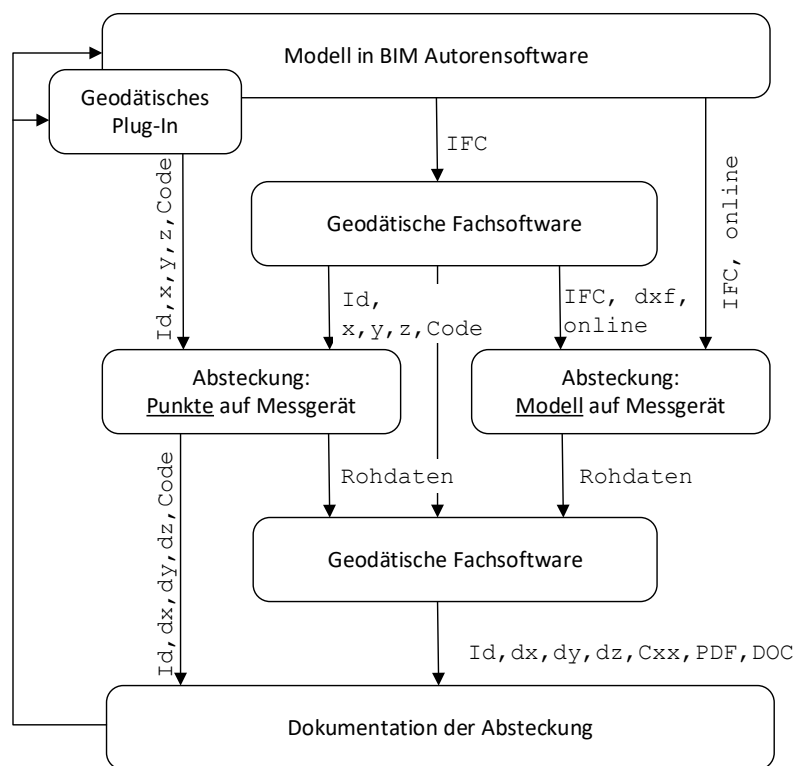 Modell in BIM Autorensoftware
Geodätisches
Plug-In
IFC
Id,x,y,z,Code
IFC, online
Geodätische Fachsoftware
Id,
x,y,z,Code
IFC, dxf,
online
Absteckung:
Punkte auf Messgerät
Absteckung:
Modell auf Messgerät
Rohdaten
Rohdaten
Id,dx,dy,dz,Code
Geodätische Fachsoftware
Id,dx,dy,dz,Cxx,PDF,DOC
Dokumentation der Absteckung